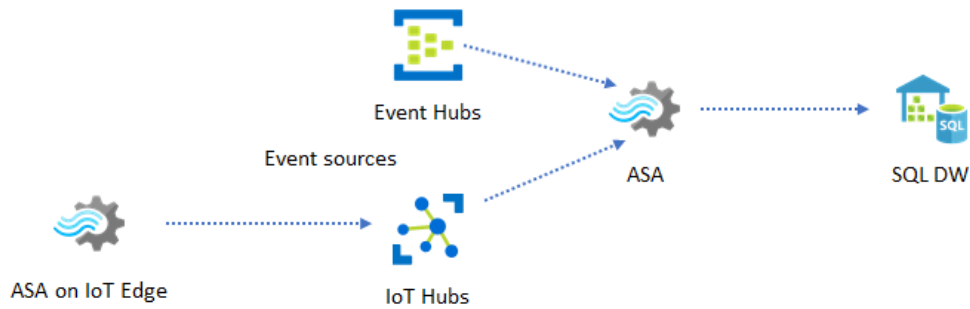 Event Hubs
Event sources
ASA
SQL
SQL DW
ASA on IoT Edge
IoT Hubs